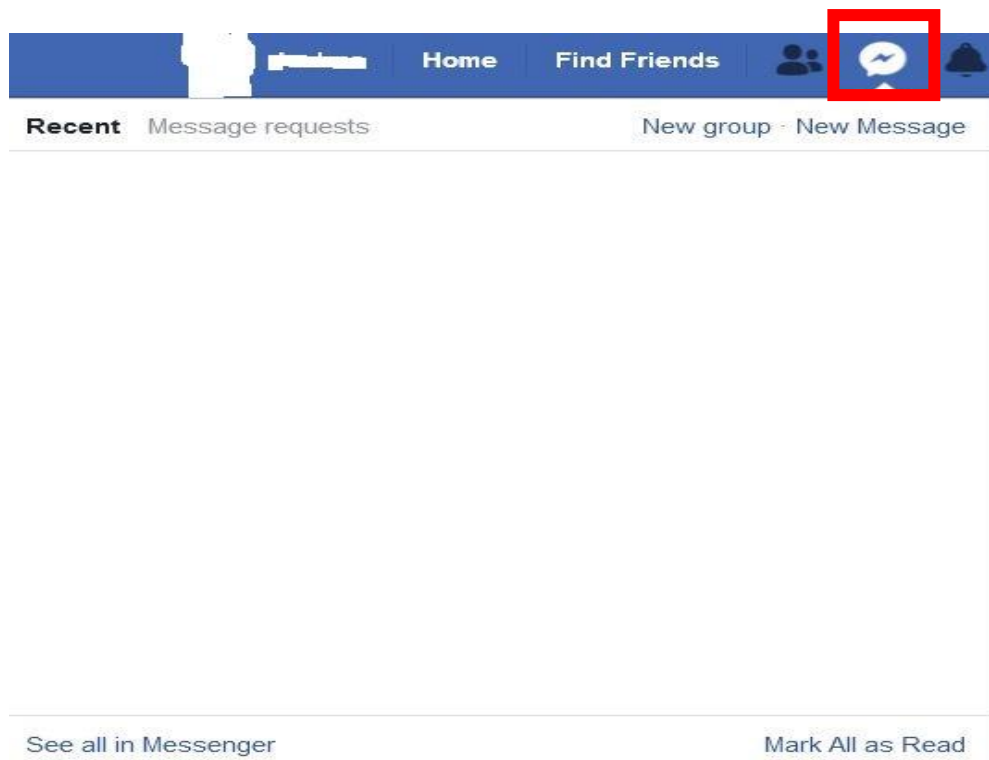 Home Find Friends
Recent Message requests New group · New Message
See all in Messenger Mark All as Read